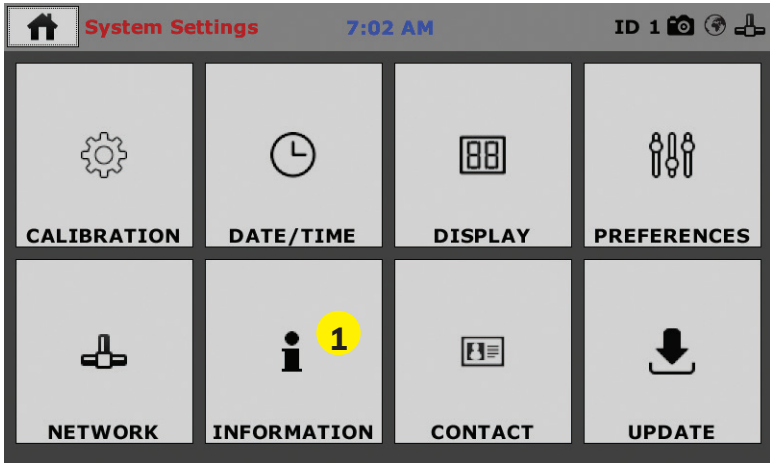 System Settings 7:02 AM ID 1
CALIBRATION DATE/TIME DISPLAY PREFERENCES
1
NETWORK INFORMATION CONTACT UPDATE